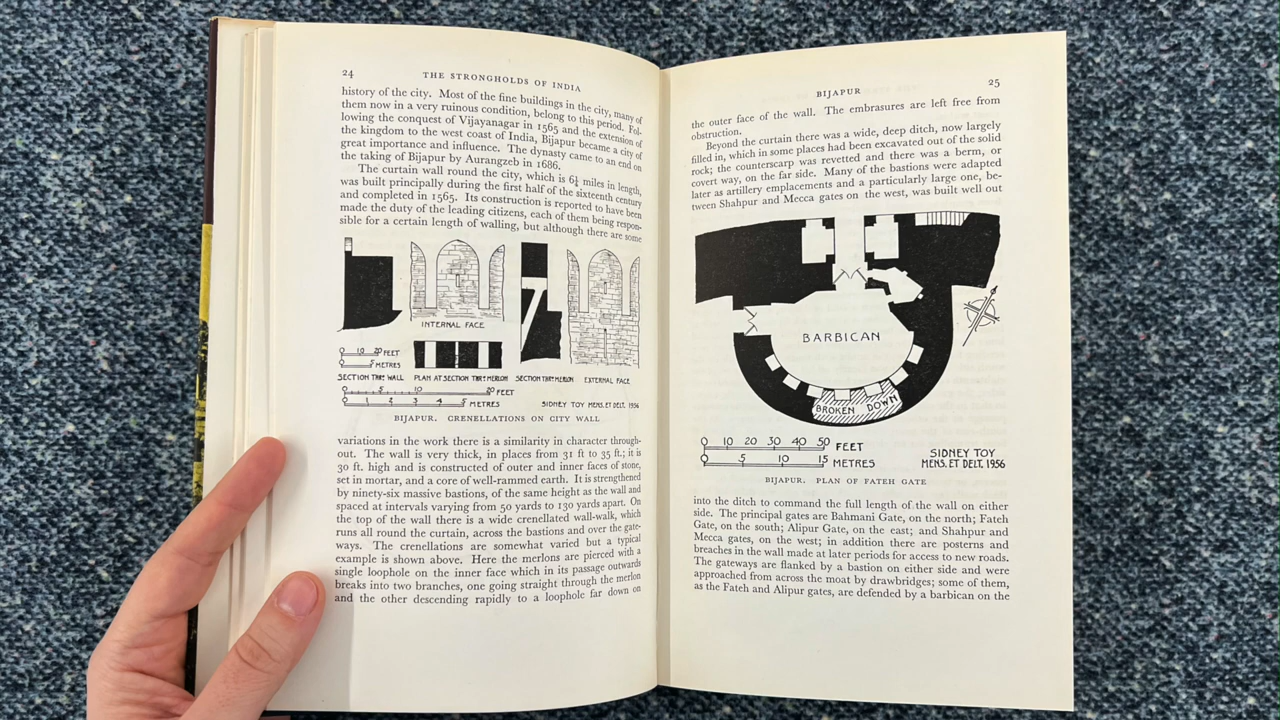 24
THE STRONGHOLDS OF INDIA
history of the city. Most of the fine buildings in the city, many of
them now in a very ruinous condition, belong to this period. Fol-
lowing the conquest of Vijayanagar in 1565 and the extension of
the kingdom to the west coast of India, Bijapur became a city of
great importance and influence. The dynasty came to an end on
the taking of Bijapur by Aurangzeb in 1686.
The curtain wall round the city, which is 6¼ miles in length,
was built principally during the first half of the sixteenth century
and completed in 1565. Its construction is reported to have been
made the duty of the leading citizens, each of them being respon-
sible for a certain length of walling, but although there are some
INTERNAL FACE
0 10 20 FEET
0 5 METRES
SECTION THRO WALL PLAN AT SECTION THRO MERLON SECTION THRO MERLON EXTERNAL FACE
0 5 10 20 FEET
0 1 2 3 4 5 METRES
SIDNEY TOY MENS. ET DELT. 1956
BIJAPUR. CRENELLATIONS ON CITY WALL
variations in the work there is a similarity in character through-
out. The wall is very thick, in places from 31 ft to 35 ft; it is
30 ft. high and is constructed of outer and inner faces of stone,
set in mortar, and a core of well-rammed earth. It is strengthened
by ninety-six massive bastions, of the same height as the wall and
spaced at intervals varying from 50 yards to 130 yards apart. On
the top of the wall there is a wide crenellated wall-walk, which
runs all round the curtain, across the bastions and over the gate-
ways. The crenellations are somewhat varied but a typical
example is shown above. Here the merlons are pierced with a
single loophole on the inner face which in its passage outwards
breaks into two branches, one going straight through the merlon
and the other descending rapidly to a loophole far down on
BIJAPUR
25
the outer face of the wall. The embrasures are left free from
obstruction.
Beyond the curtain there was a wide, deep ditch, now largely
filled in, which in some places had been excavated out of the solid
rock; the counterscarp was revetted and there was a berm, or
covert way, on the far side. Many of the bastions were adapted
later as artillery emplacements and a particularly large one, be-
tween Shahpur and Mecca gates on the west, was built well out
BARBICAN
BROKEN DOWN
0 10 20 30 40 50 FEET
0 5 10 15 METRES
SIDNEY TOY
MENS. ET DELT. 1956
BIJAPUR. PLAN OF FATEH GATE
into the ditch to command the full length of the wall on either
side. The principal gates are Bahmani Gate, on the north; Fateh
Gate, on the south; Alipur Gate, on the east; and Shahpur and
Mecca gates, on the west; in addition there are posterns and
breaches in the wall made at later periods for access to new roads.
The gateways are flanked by a bastion on either side and were
approached from across the moat by drawbridges; some of them,
as the Fateh and Alipur gates, are defended by a barbican on the